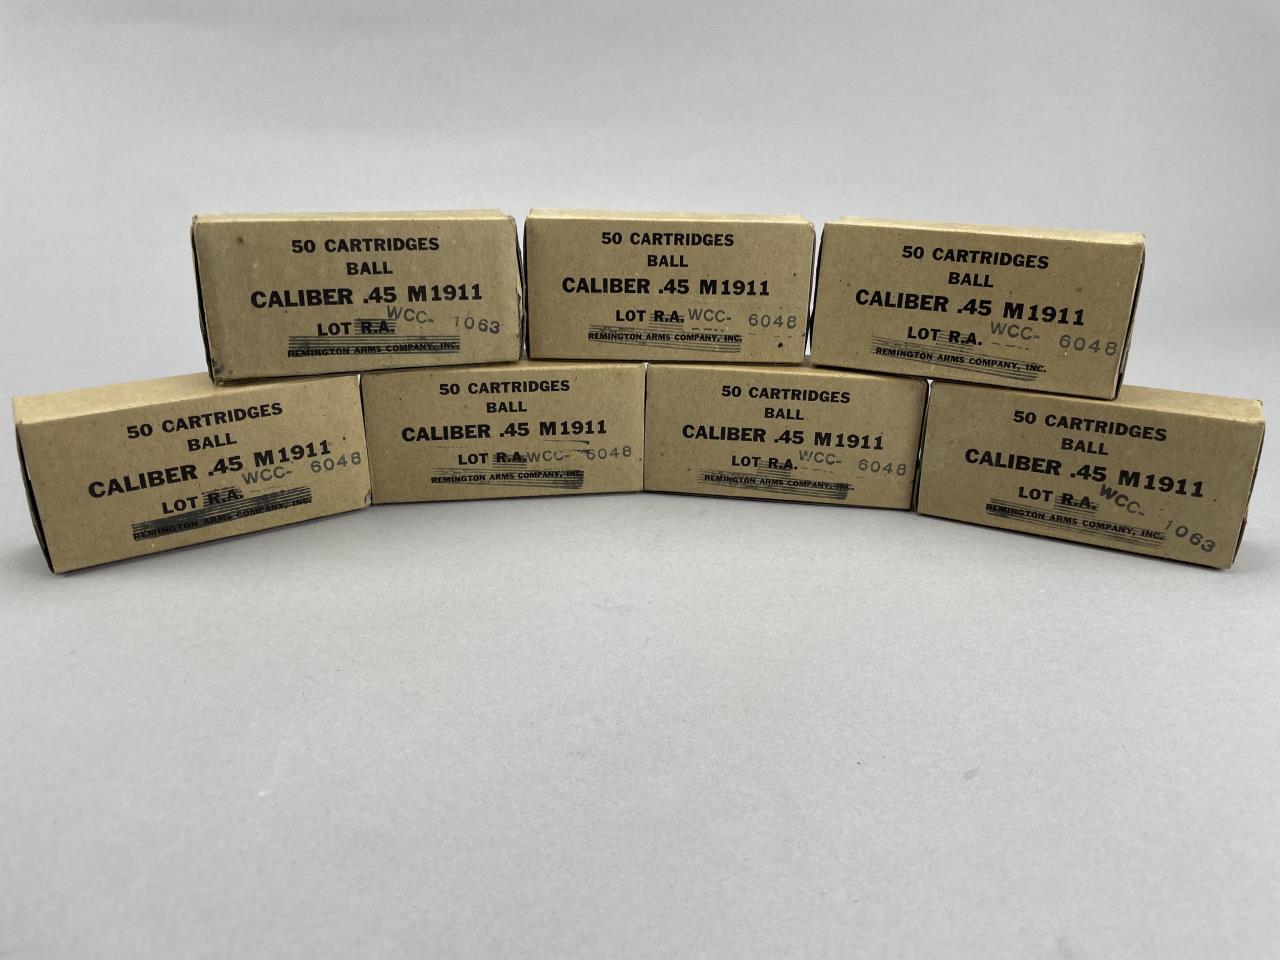 50 CARTRIDGES
BALL
CALIBER .45 M1911
LOT R.A. WCC- 1063
REMINGTON ARMS COMPANY, INC.
50 CARTRIDGES
BALL
CALIBER .45 M1911
LOT R.A. WCC- 6048
REMINGTON ARMS COMPANY, INC.
50 CARTRIDGES
BALL
CALIBER .45 M1911
LOT R.A. WCC- 6048
REMINGTON ARMS COMPANY, INC.
50 CARTRIDGES
BALL
CALIBER .45 M1911
LOT R.A. WCC- 6048
REMINGTON ARMS COMPANY, INC.
50 CARTRIDGES
BALL
CALIBER .45 M1911
LOT R.A. WCC- 6048
REMINGTON ARMS COMPANY, INC.
50 CARTRIDGES
BALL
CALIBER .45 M1911
LOT R.A. WCC- 6048
REMINGTON ARMS COMPANY, INC.
50 CARTRIDGES
BALL
CALIBER .45 M1911
LOT R.A. WCC- 1063
REMINGTON ARMS COMPANY, INC.